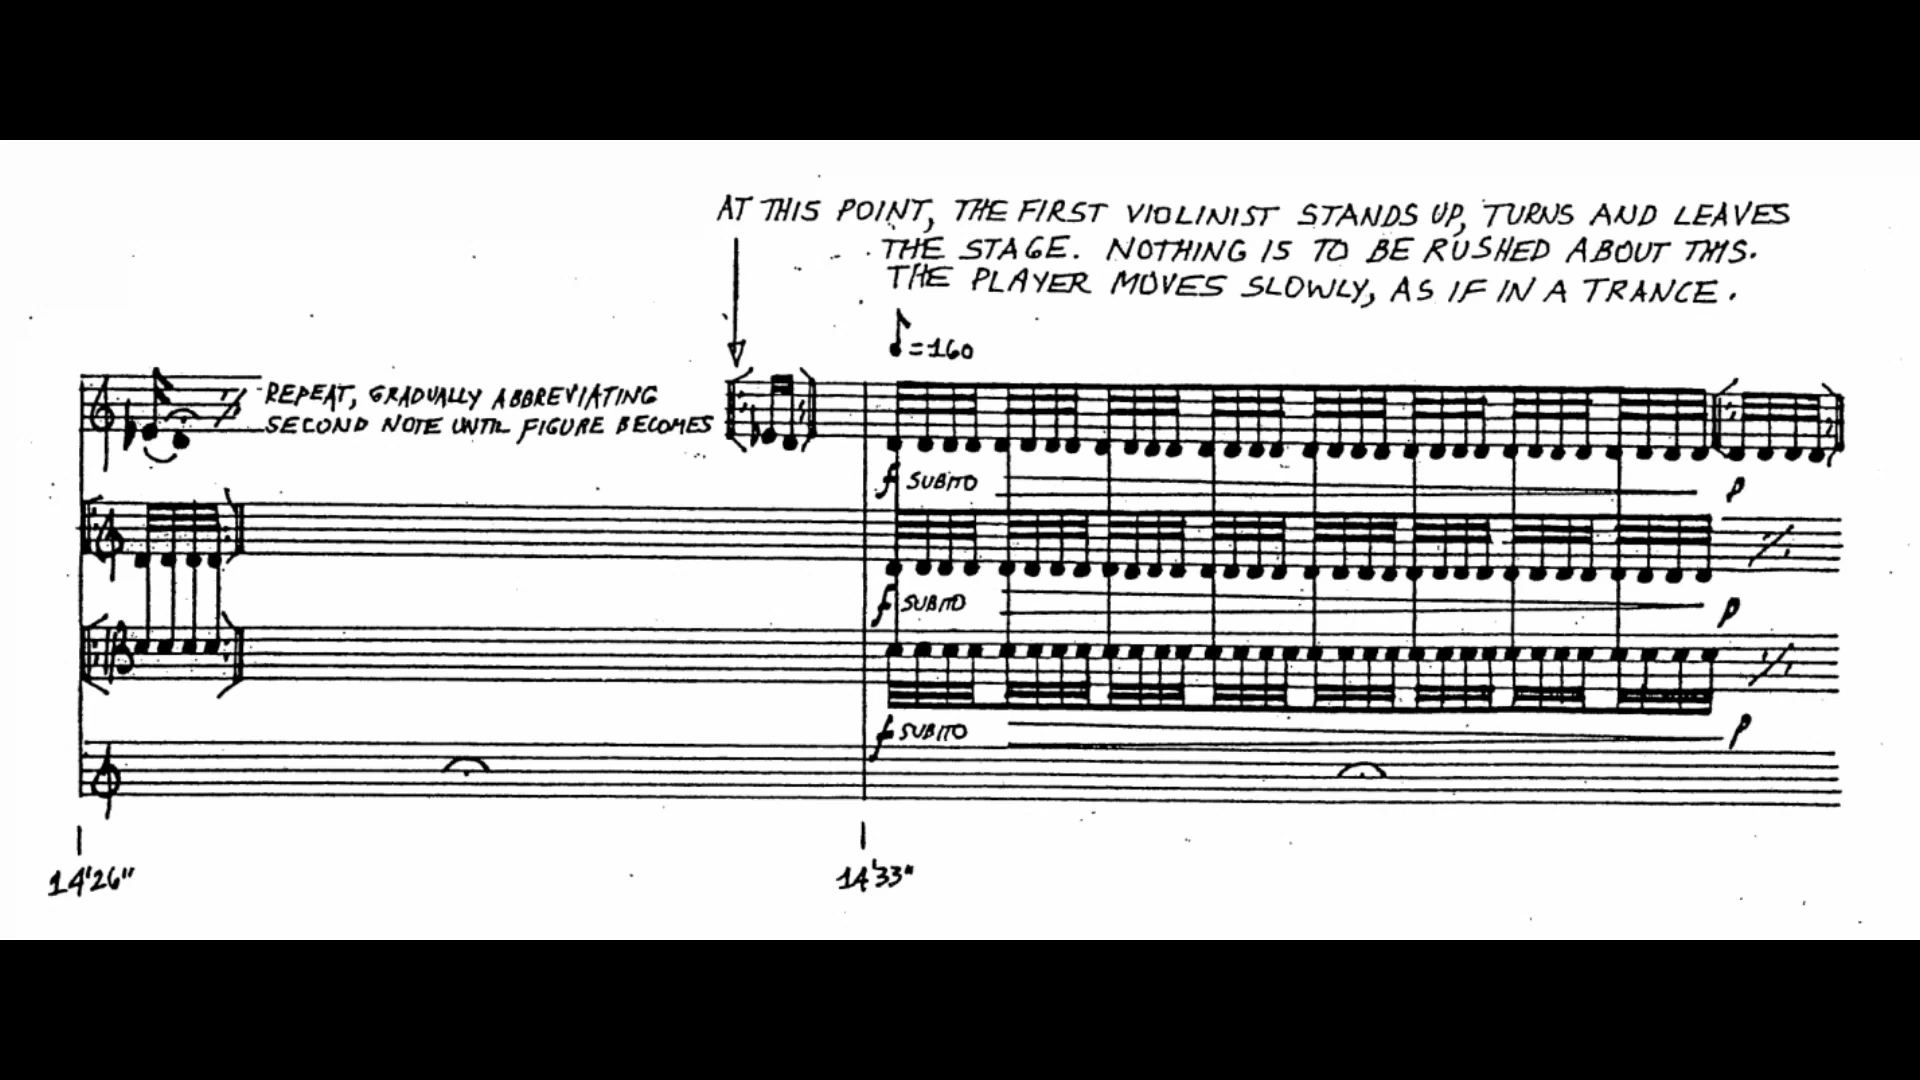 AT THIS POINT, THE FIRST VIOLINIST STANDS UP, TURNS AND LEAVES
THE STAGE. NOTHING IS TO BE RUSHED ABOUT THIS.
THE PLAYER MOVES SLOWLY, AS IF IN A TRANCE.
♪=160
REPEAT, GRADUALLY ABBREVIATING
SECOND NOTE UNTIL FIGURE BECOMES
f SUBITO p
f SUBITO p
f SUBITO p
14'26" 14'33"